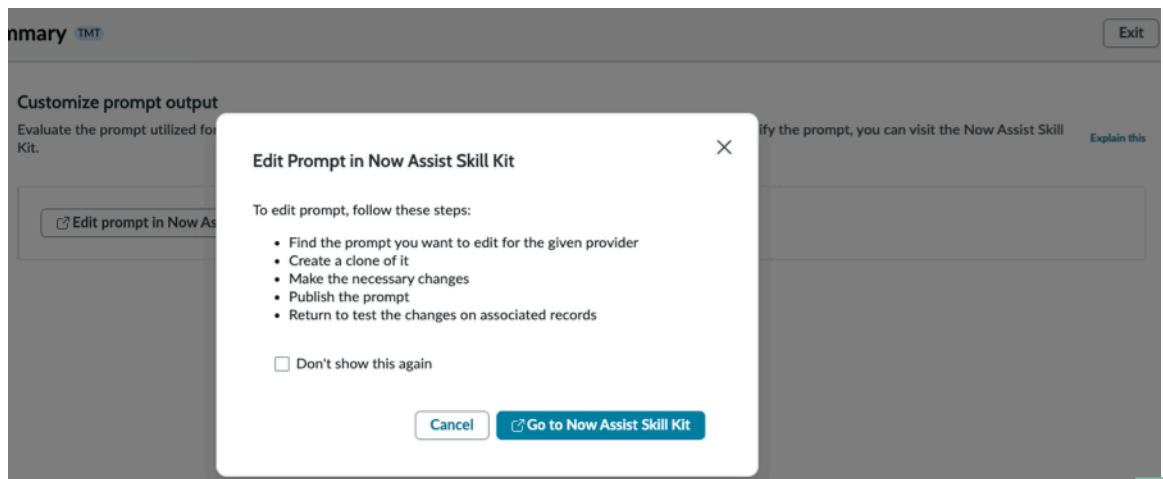 mmary TMT
Exit
Customize prompt output
Evaluate the prompt utilized for
ify the prompt, you can visit the Now Assist Skill
Kit.
Explain this
Edit prompt in Now As
Edit Prompt in Now Assist Skill Kit
To edit prompt, follow these steps:
• Find the prompt you want to edit for the given provider
• Create a clone of it
• Make the necessary changes
• Publish the prompt
• Return to test the changes on associated records
Don't show this again
Cancel
Go to Now Assist Skill Kit